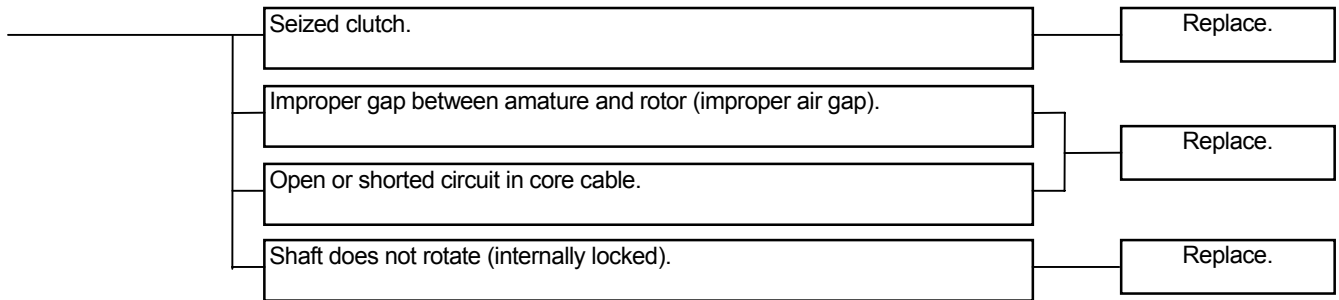 Seized clutch.
Replace.
Improper gap between amature and rotor (improper air gap).
Replace.
Open or shorted circuit in core cable.
Shaft does not rotate (internally locked).
Replace.